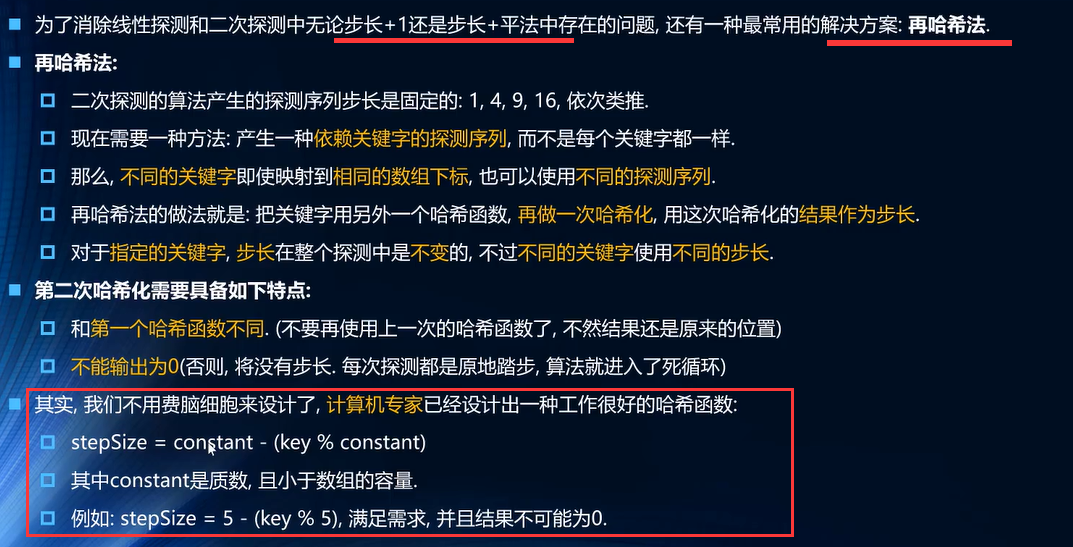 为了消除线性探测和二次探测中无论步长+1还是步长+平法中存在的问题, 还有一种最常用的解决方案: 再哈希法.
再哈希法:
二次探测的算法产生的探测序列步长是固定的: 1, 4, 9, 16, 依次类推.
现在需要一种方法: 产生一种依赖关键字的探测序列, 而不是每个关键字都一样.
那么, 不同的关键字即使映射到相同的数组下标, 也可以使用不同的探测序列.
再哈希法的做法就是: 把关键字用另外一个哈希函数, 再做一次哈希化, 用这次哈希化的结果作为步长.
对于指定的关键字, 步长在整个探测中是不变的, 不过不同的关键字使用不同的步长.
第二次哈希化需要具备如下特点:
和第一个哈希函数不同. (不要再使用上一次的哈希函数了, 不然结果还是原来的位置)
不能输出为0(否则, 将没有步长. 每次探测都是原地踏步, 算法就进入了死循环)
其实, 我们不用费脑细胞来设计了, 计算机专家已经设计出一种工作很好的哈希函数:
stepSize = constant - (key % constant)
其中constant是质数, 且小于数组的容量.
例如: stepSize = 5 - (key % 5), 满足需求, 并且结果不可能为0.